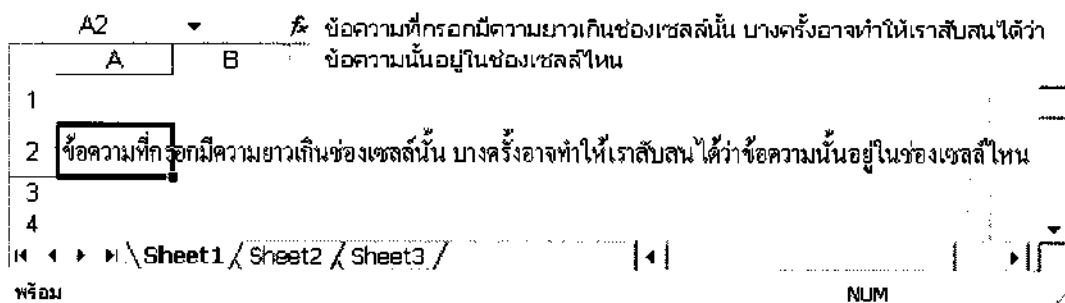 A2 fx ข้อความที่กรอกมีความยาวเกินช่องเซลล์นั้น บางครั้งอาจทำให้เราสับสนได้ว่า
A B ข้อความนั้นอยู่ในช่องเซลล์ไหน
1
2 ข้อความที่กรอกมีความยาวเกินช่องเซลล์นั้น บางครั้งอาจทำให้เราสับสนได้ว่าข้อความนั้นอยู่ในช่องเซลล์ไหน
3
4
Sheet1 Sheet2 Sheet3
พร้อม NUM